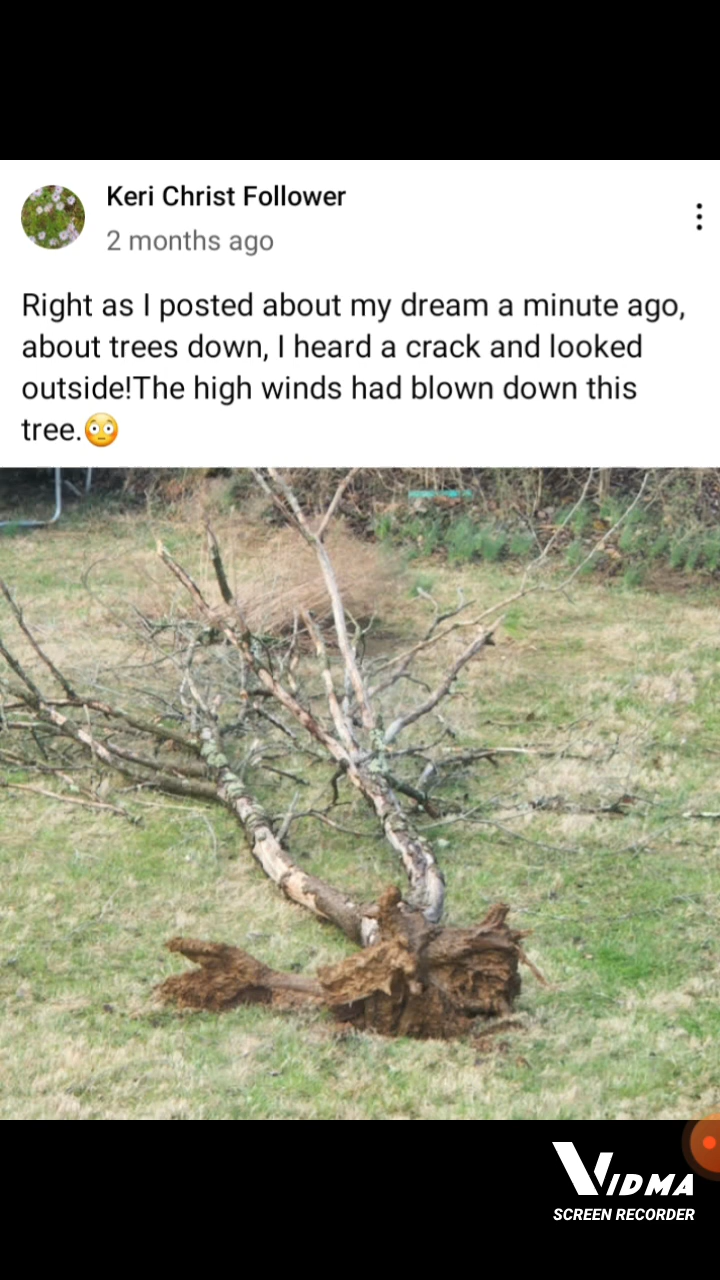 Keri Christ Follower
2 months ago
Right as I posted about my dream a minute ago,
about trees down, I heard a crack and looked
outside!The high winds had blown down this
tree.😳
VIDMA
SCREEN RECORDER